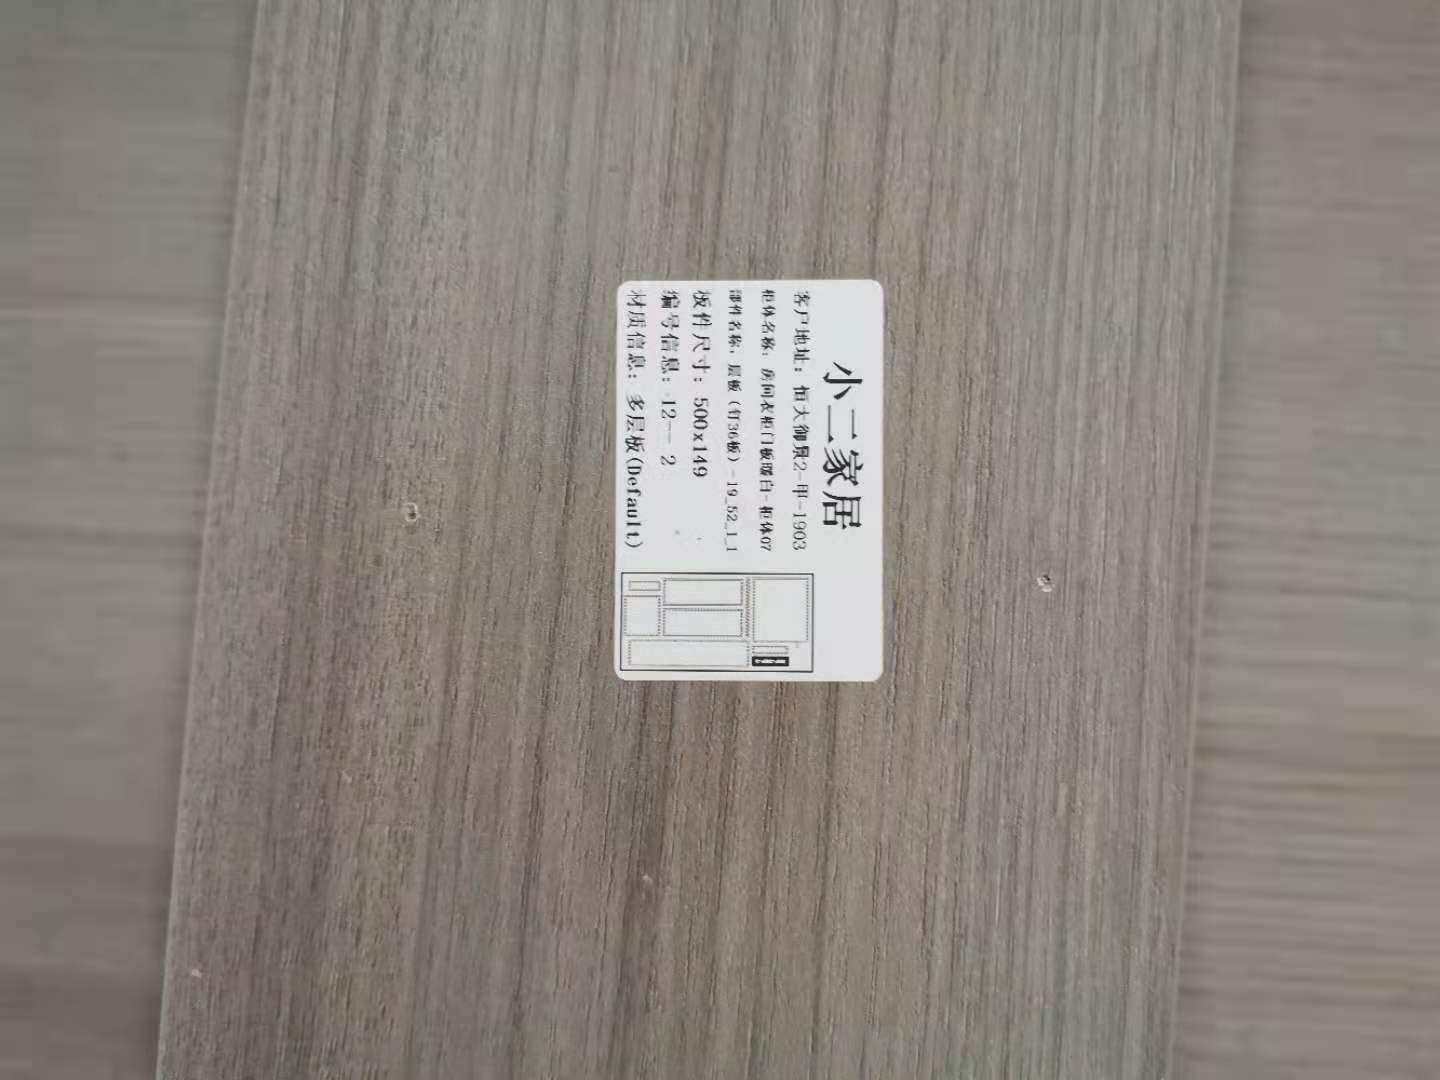 小二家居
客户地址：恒大御景2-甲-1903
柜体名称：房间衣柜门板暖白-柜体07
部件名称：层板（钉36板）-19_52_1_1
板件尺寸：500x149
编号信息：12--2
材质信息：多层板(Default)